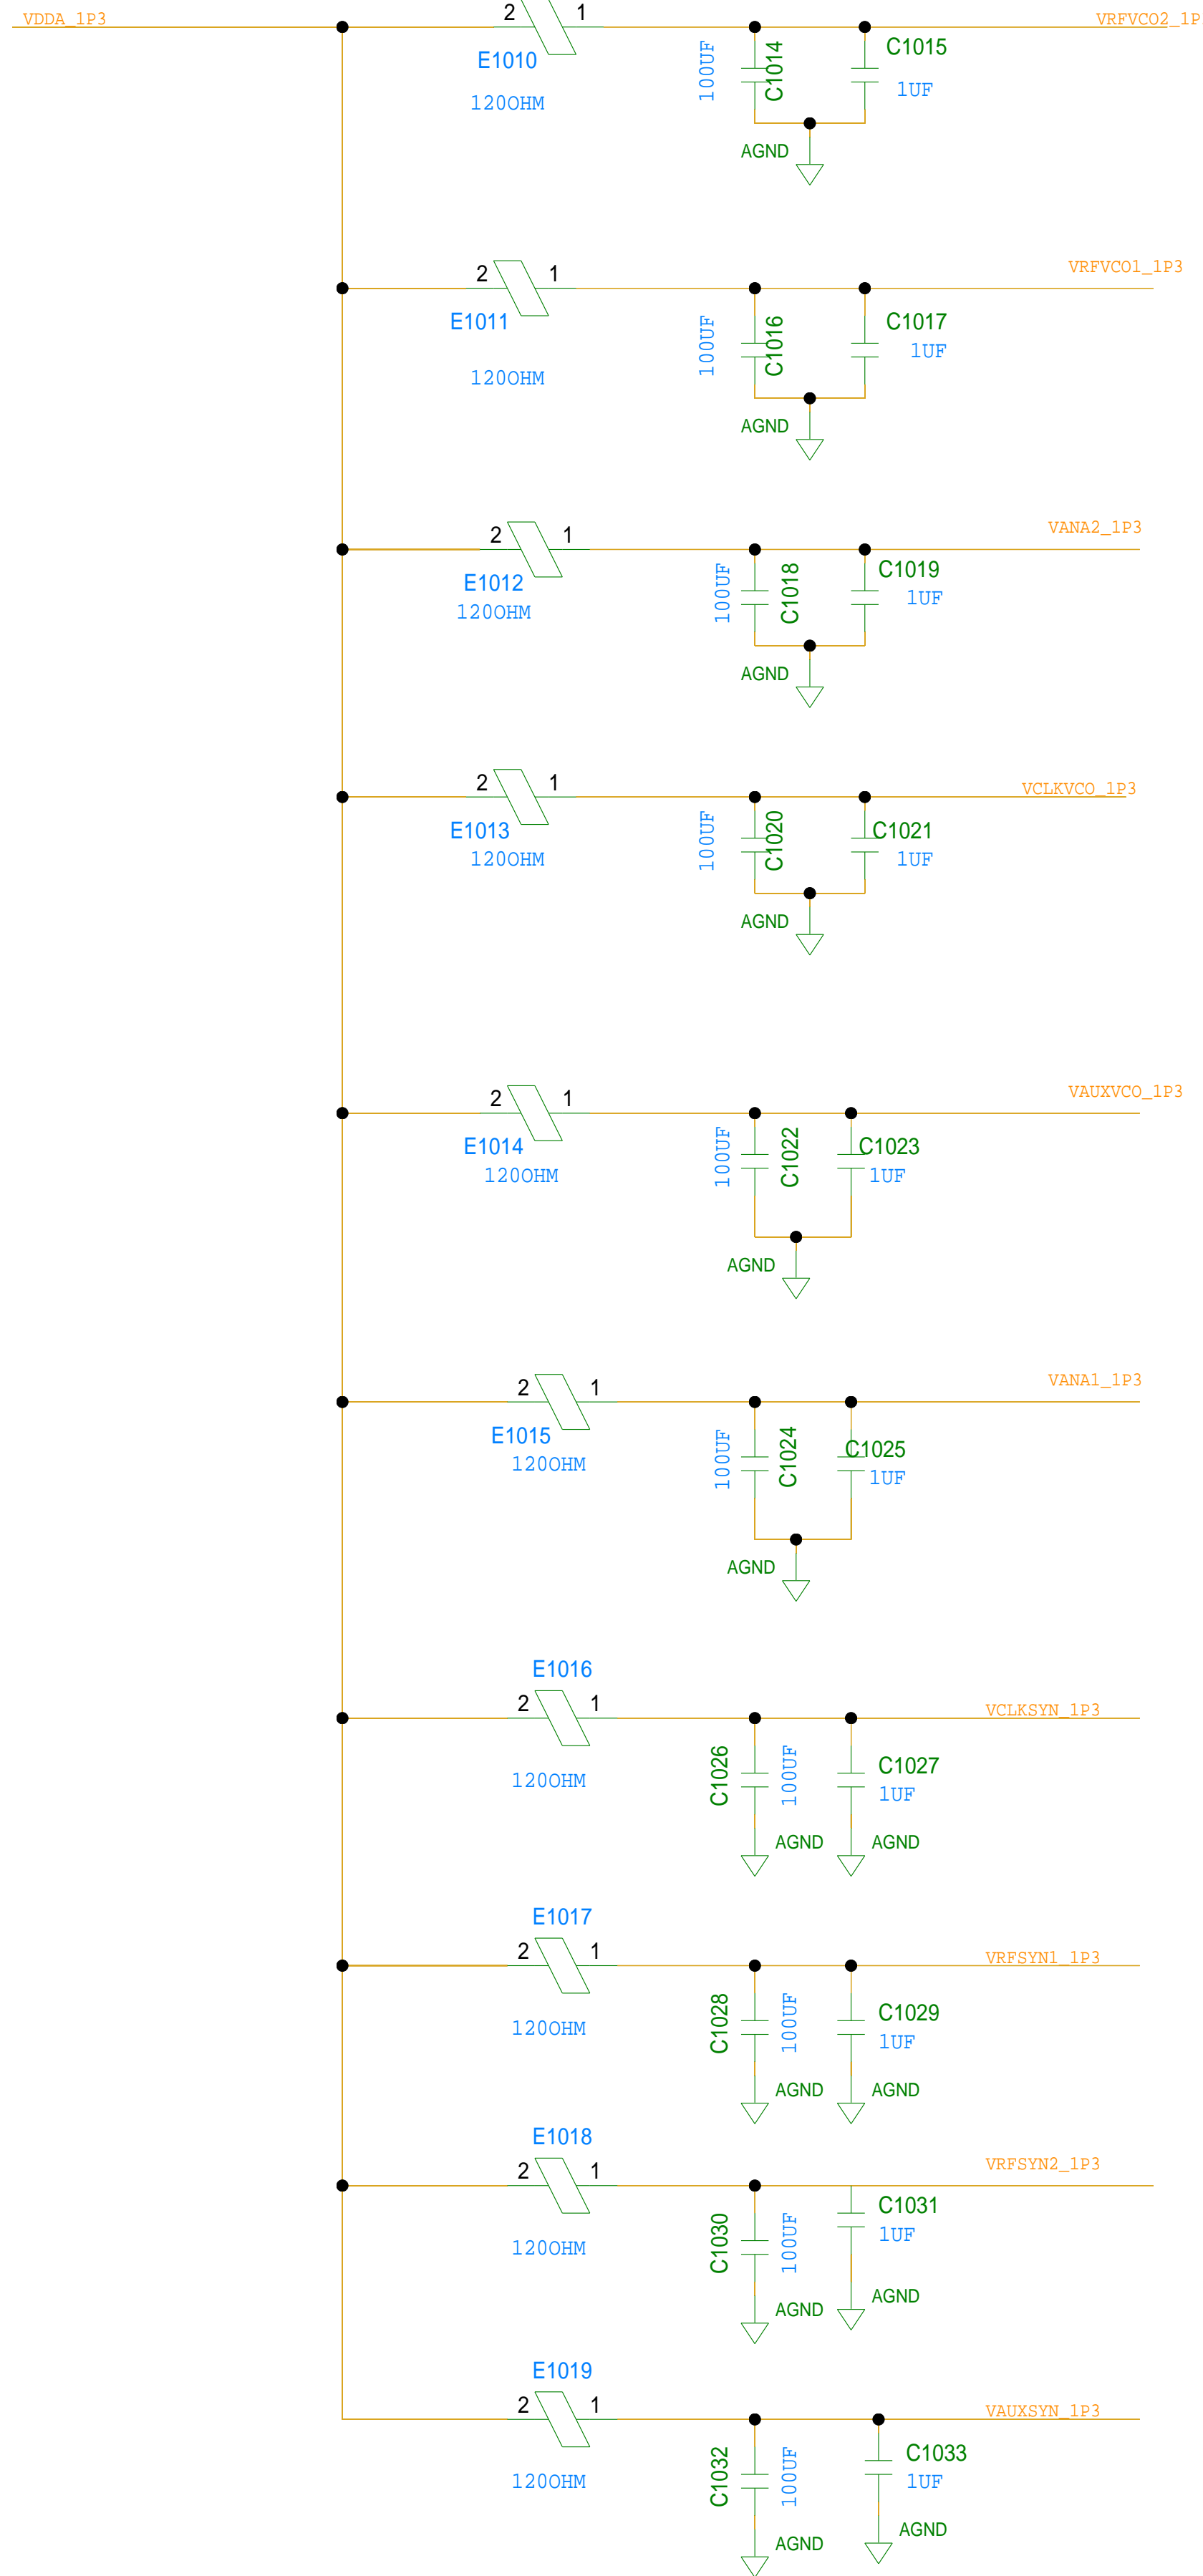 VDDA_1P3
2
1
VRFVCO2_1P
E1010
120OHM
100UF
C1014
C1015
1UF
AGND
2
1
VRFVCO1_1P3
E1011
120OHM
100UF
C1016
C1017
1UF
AGND
2
1
VANA2_1P3
E1012
120OHM
100UF
C1018
C1019
1UF
AGND
2
1
VCLKVCO_1P3
E1013
120OHM
100UF
C1020
C1021
1UF
AGND
2
1
VAUXVCO_1P3
E1014
120OHM
100UF
C1022
C1023
1UF
AGND
2
1
VANA1_1P3
E1015
120OHM
100UF
C1024
C1025
1UF
AGND
E1016
2
1
VCLKSYN_1P3
120OHM
C1026
100UF
C1027
1UF
AGND
AGND
E1017
2
1
VRFSYN1_1P3
120OHM
C1028
100UF
C1029
1UF
AGND
AGND
E1018
2
1
VRFSYN2_1P3
120OHM
C1030
100UF
C1031
1UF
AGND
AGND
E1019
2
1
VAUXSYN_1P3
120OHM
C1032
100UF
C1033
1UF
AGND
AGND